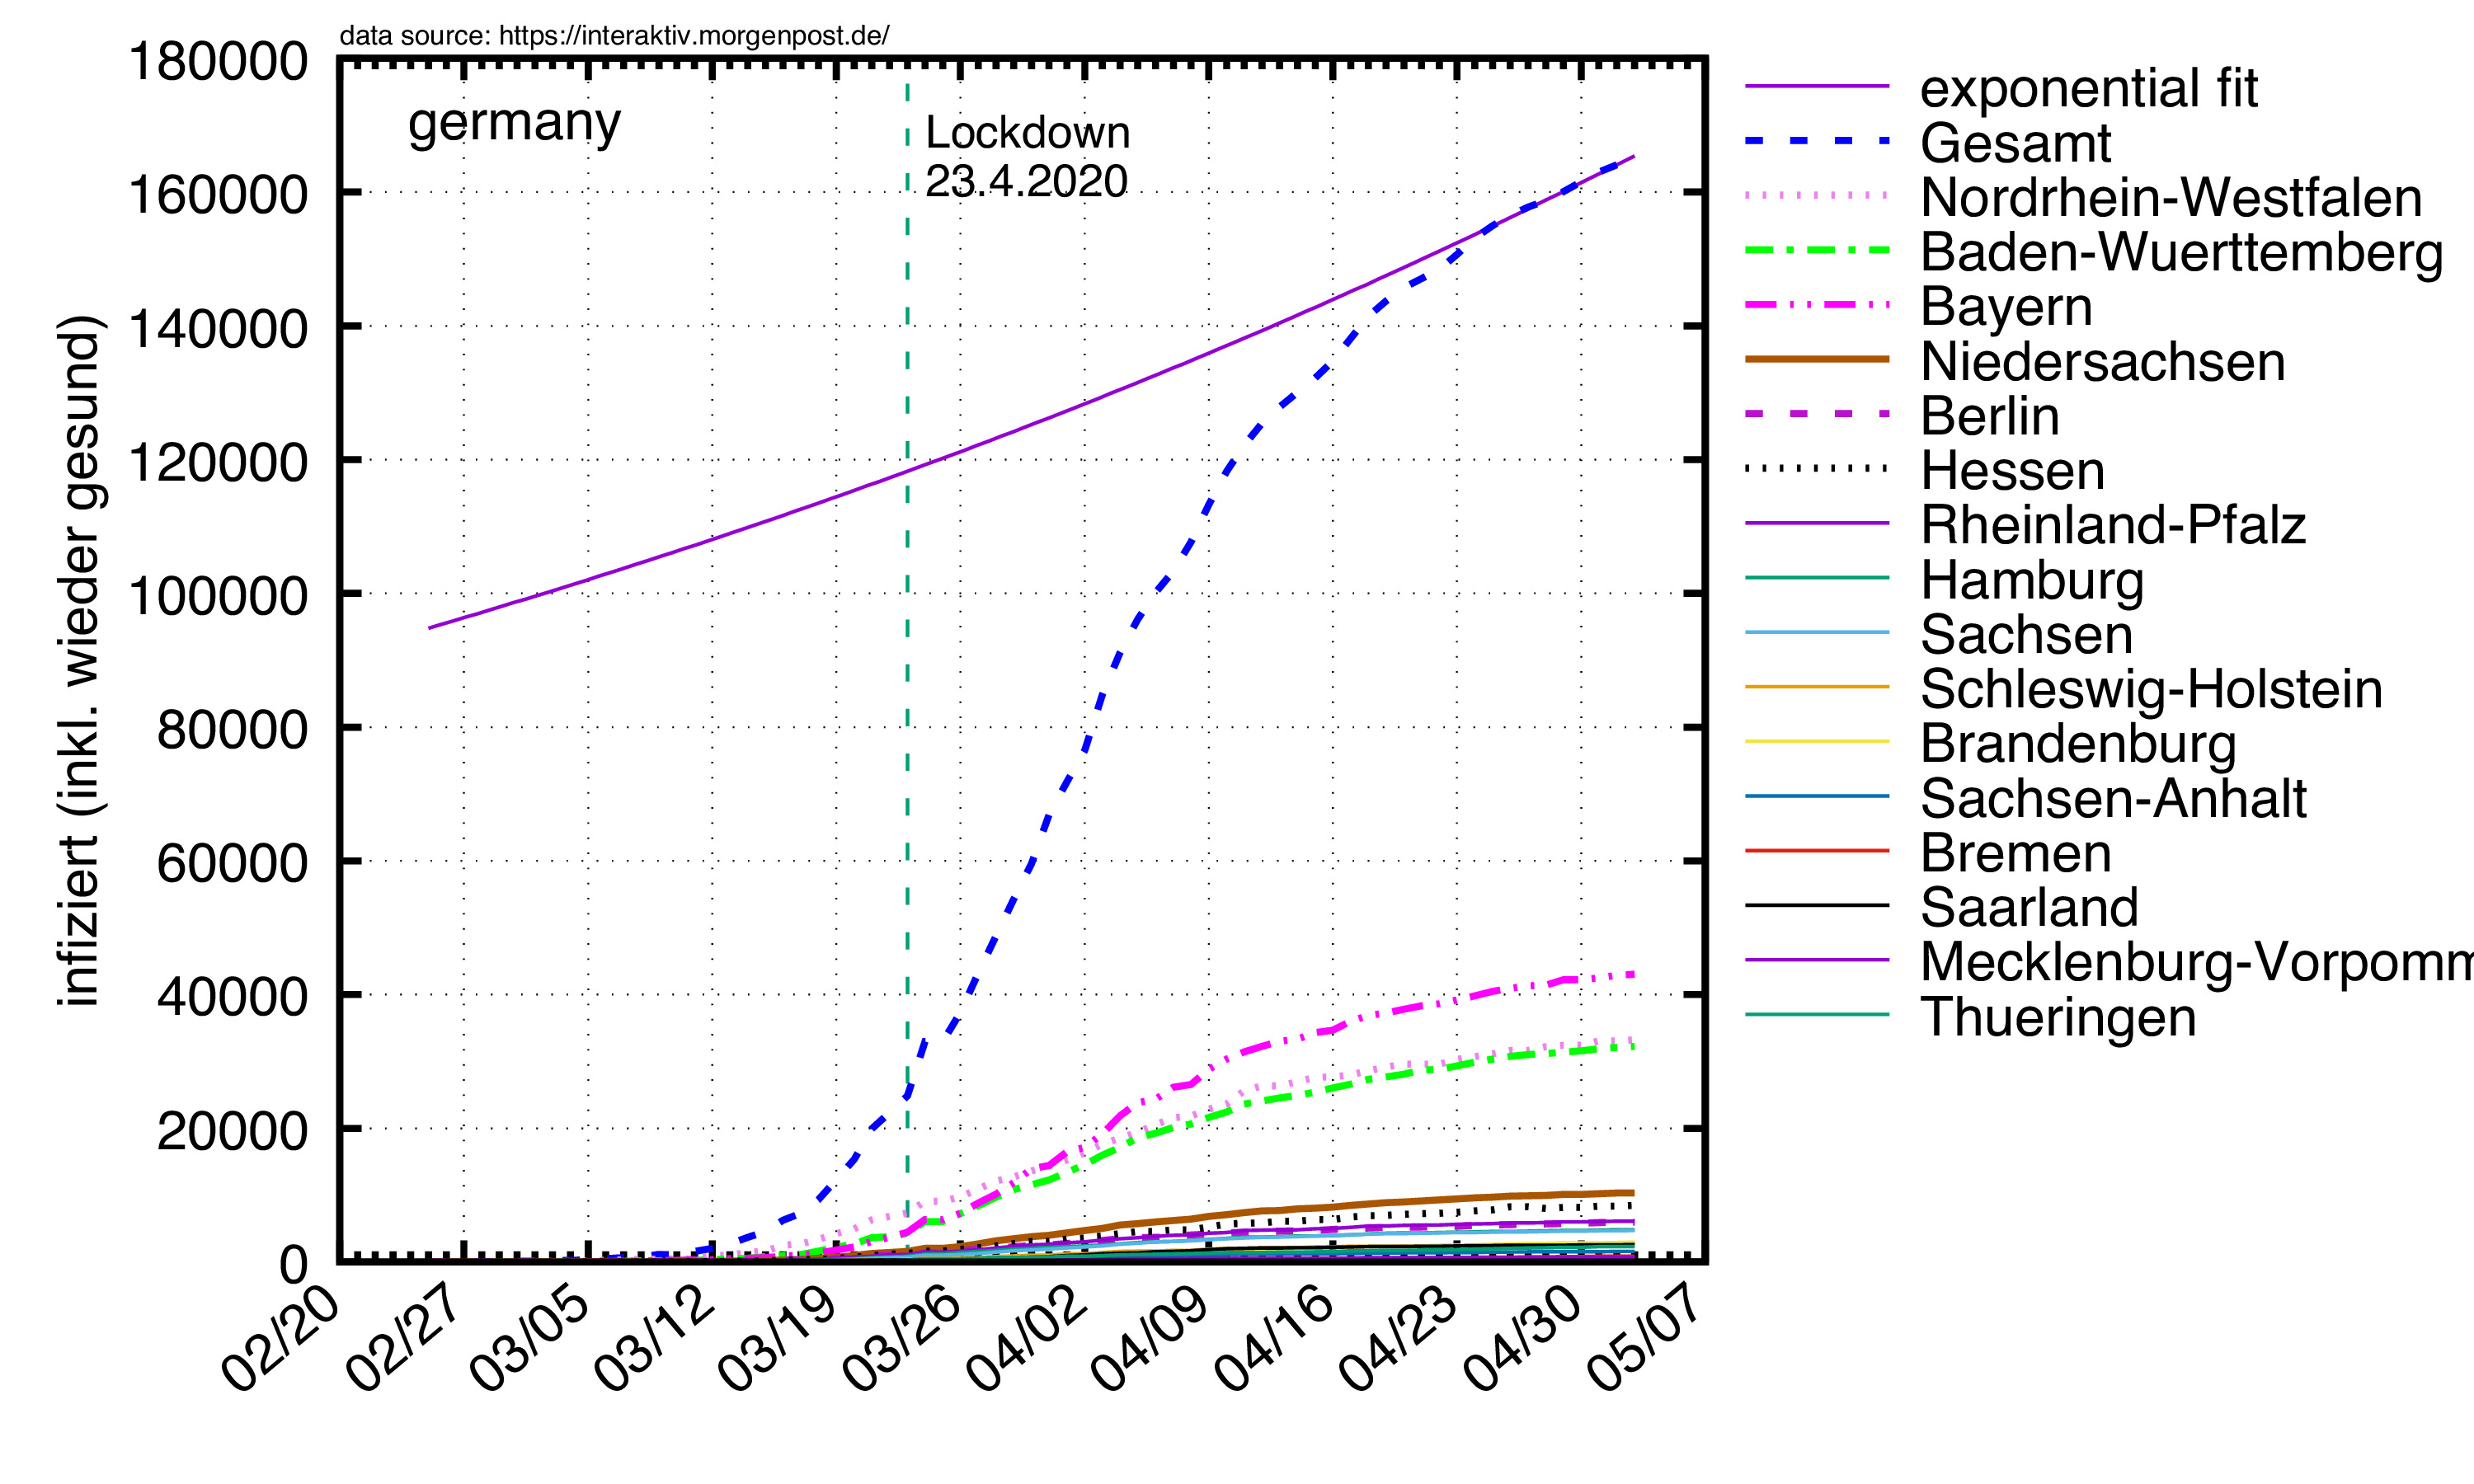 data source: https://interaktiv.morgenpost.de/
germany
Lockdown
23.4.2020
infiziert (inkl. wieder gesund)
180000
160000
140000
120000
100000
80000
60000
40000
20000
0
02/20
02/27
03/05
03/12
03/19
03/26
04/02
04/09
04/16
04/23
04/30
05/07
exponential fit
Gesamt
Nordrhein-Westfalen
Baden-Wuerttemberg
Bayern
Niedersachsen
Berlin
Hessen
Rheinland-Pfalz
Hamburg
Sachsen
Schleswig-Holstein
Brandenburg
Sachsen-Anhalt
Bremen
Saarland
Mecklenburg-Vorpomm
Thueringen